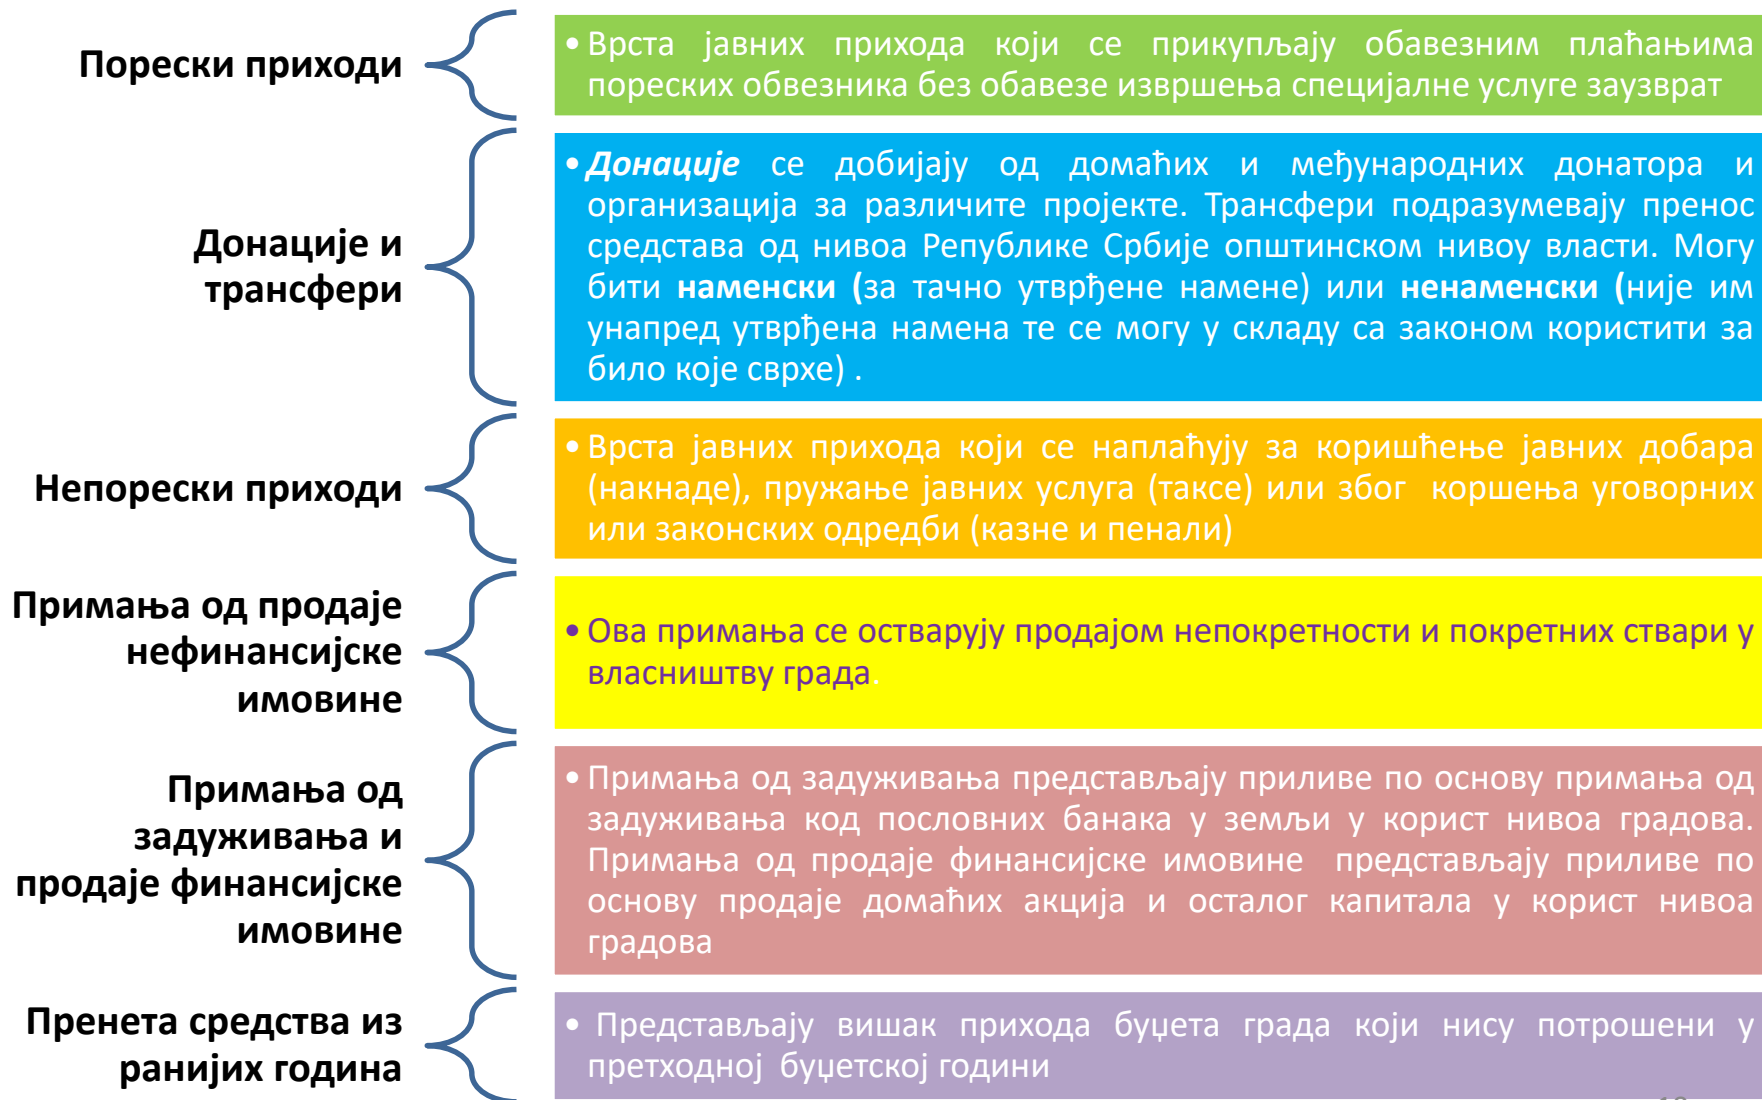 Порески приходи
• Врста јавних прихода који се прикупљају обавезним плаћањима
пореских обвезника без обавезе извршења специјалне услуге заузврат
Донације и
трансфери
• Донације се добијају од домаћих и међународних донатора и
организација за различите пројекте. Трансфери подразумевају пренос
средстава од нивоа Републике Србије општинском нивоу власти. Могу
бити наменски (за тачно утврђене намене) или ненаменски (није им
унапред утврђена намена те се могу у складу са законом користити за
било које сврхе) .
Непорески приходи
• Врста јавних прихода који се наплаћују за коришћење јавних добара
(накнаде), пружање јавних услуга (таксе) или због коршења уговорних
или законских одредби (казне и пенали)
Примања од продаје
нефинансијске
имовине
• Ова примања се остварују продајом непокретности и покретних ствари у
власништву града.
Примања од
задуживања и
продаје финансијске
имовине
• Примања од задуживања представљају приливе по основу примања од
задуживања код пословних банака у земљи у корист нивоа градова.
Примања од продаје финансијске имовине представљају приливе по
основу продаје домаћих акција и осталог капитала у корист нивоа
градова
Пренета средства из
ранијих година
• Представљају вишак прихода буџета града који нису потрошени у
претходној буџетској години